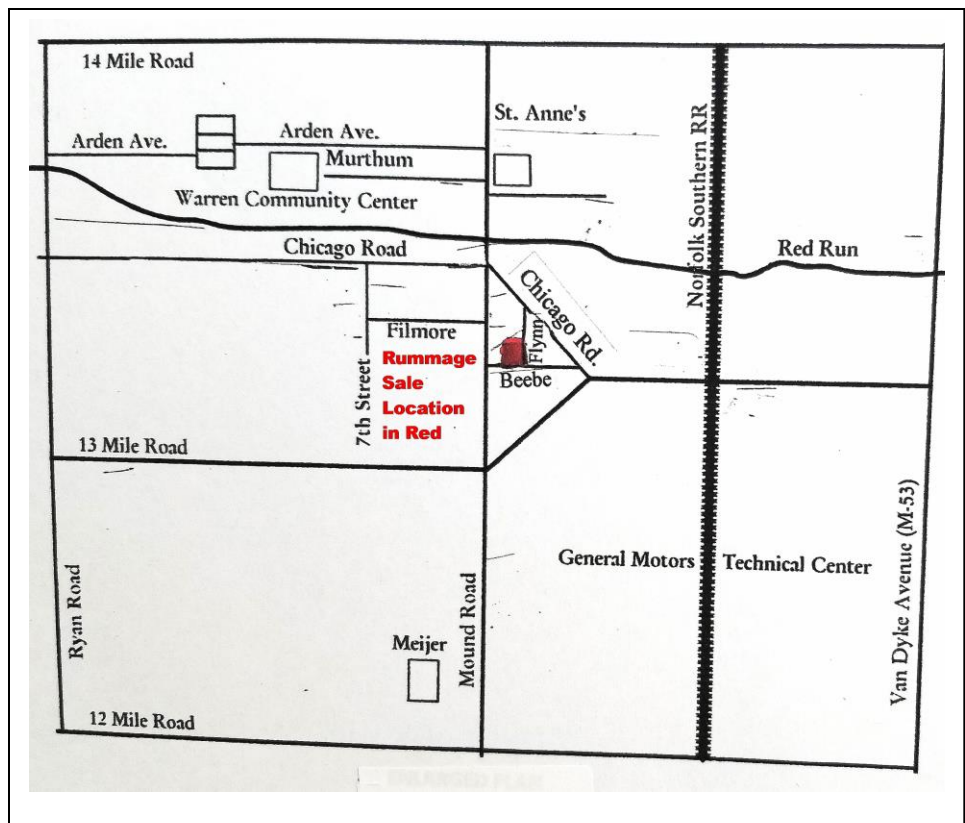 14 Mile Road
St. Anne's
Arden Ave.
Arden Ave.
Murthum
Warren Community Center
Norfolk Southern RR
Chicago Road
Red Run
Chicago Rd.
Filmore
Flynn
Beebe
Rummage
Sale
Location
in Red
7th Street
13 Mile Road
General Motors
Technical Center
Van Dyke Avenue (M-53)
Ryan Road
Mound Road
Meijer
12 Mile Road
ENLARGED PLAN